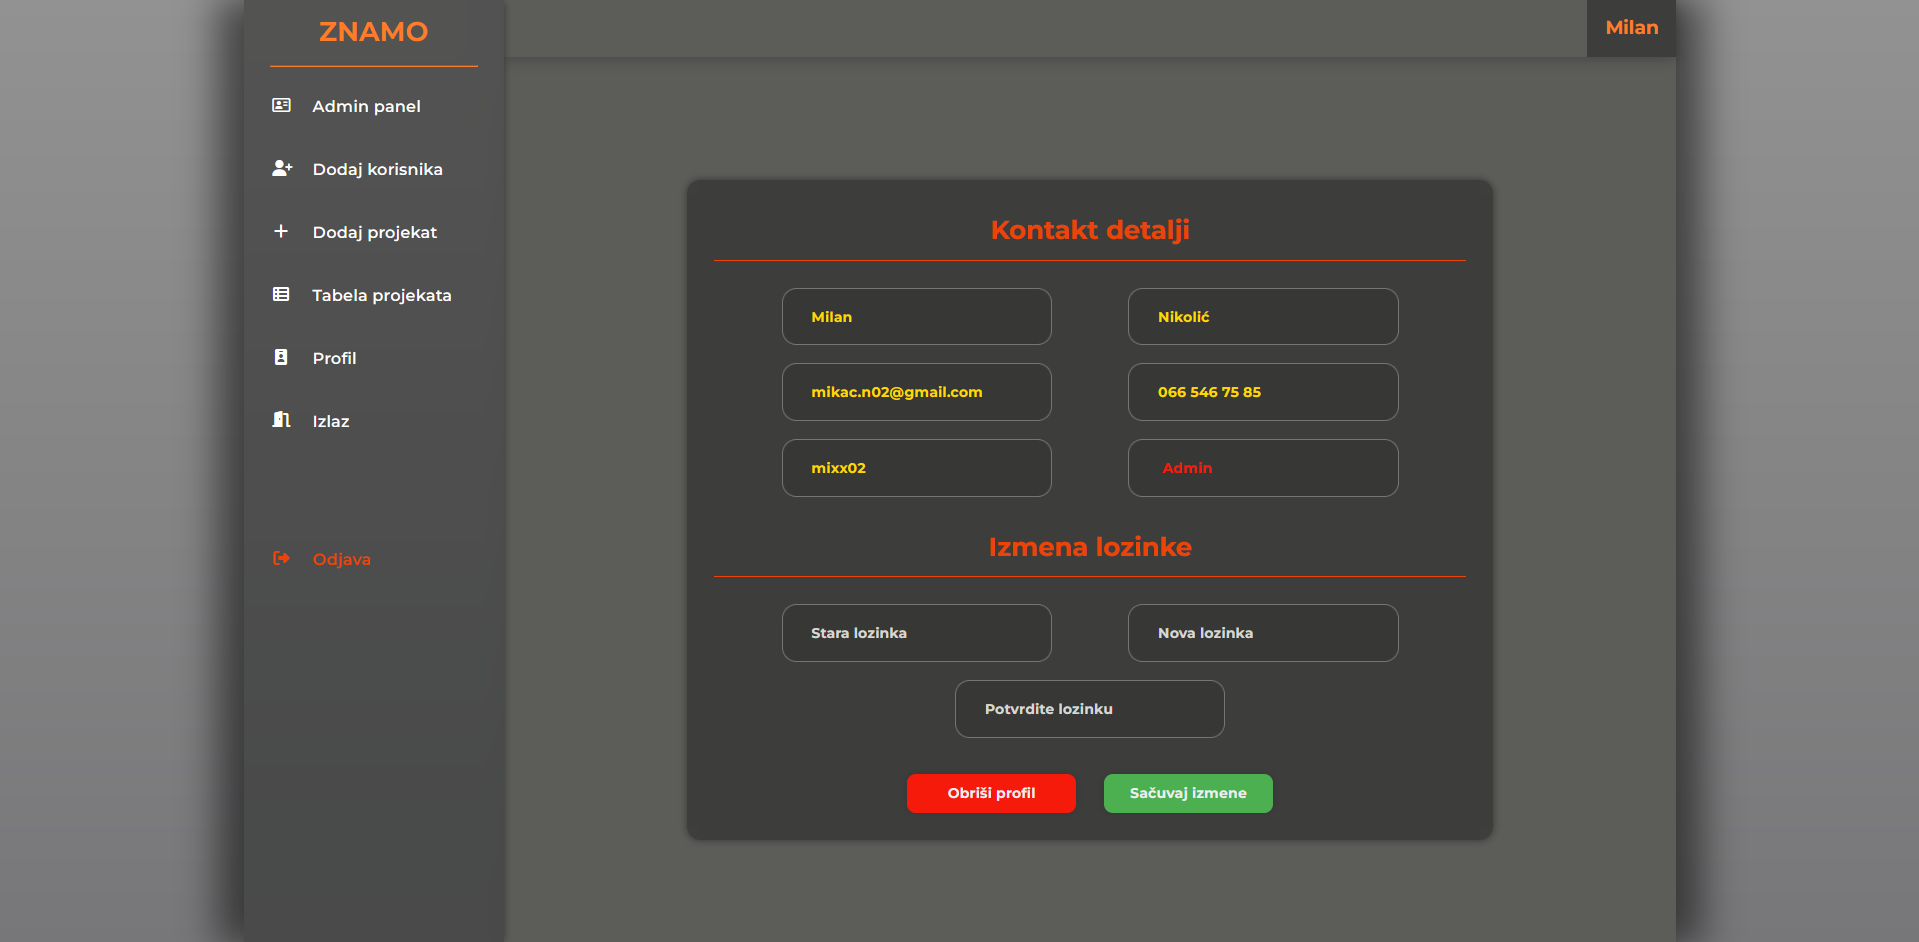 ZNAMO
Milan
Admin panel
Dodaj korisnika
Dodaj projekat
Tabela projekata
Profil
Izlaz
Odjava
Kontakt detalji
Milan
Nikolić
mikac.n02@gmail.com
066 546 75 85
mixx02
Admin
Izmena lozinke
Stara lozinka
Nova lozinka
Potvrdite lozinku
Obriši profil
Sačuvaj izmene